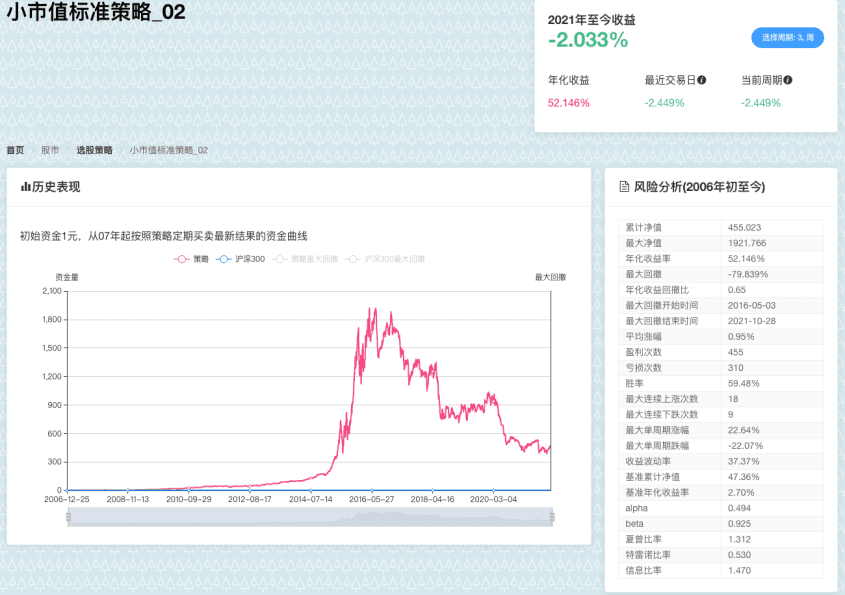 小市值标准策略_02
2021年至今收益
-2.033%
选择周期: 3, 周
年化收益 最近交易日 当前周期
52.146% -2.449% -2.449%
首页 股市 选股策略 小市值标准策略_02
历史表现
初始资金1元，从07年起按照策略定期买卖最新结果的资金曲线
策略 沪深300 策略最大回撤 沪深300最大回撤
资金量 最大回撤
2,100
1,800
1,500
1,200
900
600
300
0
2006-12-25 2008-11-13 2010-09-29 2012-08-17 2014-07-14 2016-05-27 2018-04-16 2020-03-04
风险分析(2006年初至今)
累计净值 455.023
最大净值 1921.766
年化收益率 52.146%
最大回撤 -79.839%
年化收益回撤比 0.65
最大回撤开始时间 2016-05-03
最大回撤结束时间 2021-10-28
平均涨幅 0.95%
盈利次数 455
亏损次数 310
胜率 59.48%
最大连续上涨次数 18
最大连续下跌次数 9
最大单周期涨幅 22.64%
最大单周期跌幅 -22.07%
收益波动率 37.37%
基准累计净值 47.36%
基准年化收益率 2.70%
alpha 0.494
beta 0.925
夏普比率 1.312
特雷诺比率 0.530
信息比率 1.470